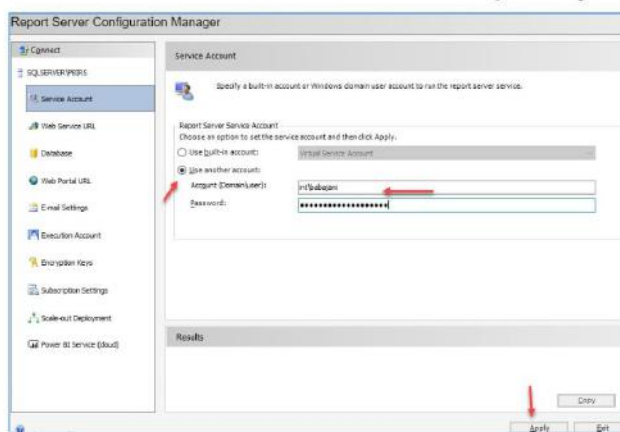 Report Server Configuration Manager
Connect
Service Account
Web Service URL
Database
Web Portal URL
E-mail Settings
Execution Account
Encryption Keys
Subscription Settings
Scale-out Deployment
Power BI Service (cloud)
Service Account
Specify a built-in account or Windows domain user account to run the report server service.
Report Server Service Account
Choose an option to set the service account and then click Apply.
Use built-in account:
Virtual Service Account
Use another account:
Account (Domain\user):
Password:
Results
Copy
Apply
Exit